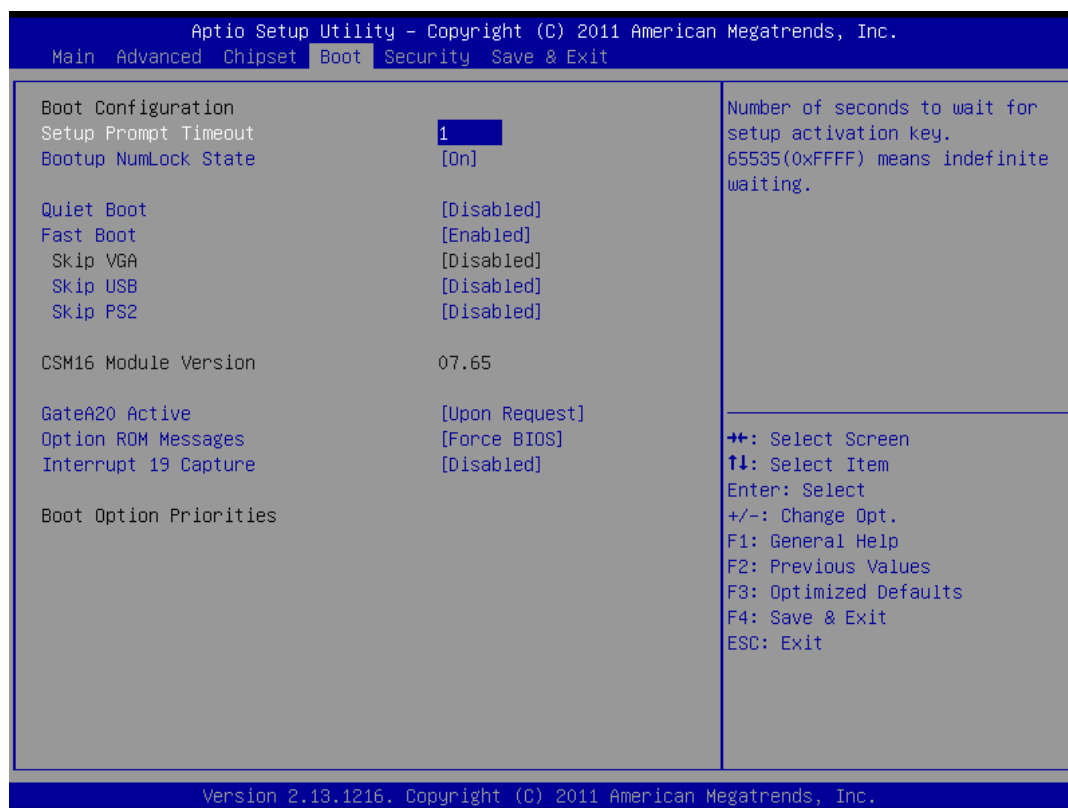 Aptio Setup Utility – Copyright (C) 2011 American Megatrends, Inc.
Main Advanced Chipset Boot Security Save & Exit
Boot Configuration
Setup Prompt Timeout 1
Bootup NumLock State [On]
Quiet Boot [Disabled]
Fast Boot [Enabled]
Skip VGA [Disabled]
Skip USB [Disabled]
Skip PS2 [Disabled]
CSM16 Module Version 07.65
GateA20 Active [Upon Request]
Option ROM Messages [Force BIOS]
Interrupt 19 Capture [Disabled]
Boot Option Priorities
Number of seconds to wait for
setup activation key.
65535(0xFFFF) means indefinite
waiting.
→←: Select Screen
↑↓: Select Item
Enter: Select
+/-: Change Opt.
F1: General Help
F2: Previous Values
F3: Optimized Defaults
F4: Save & Exit
ESC: Exit
Version 2.13.1216. Copyright (C) 2011 American Megatrends, Inc.